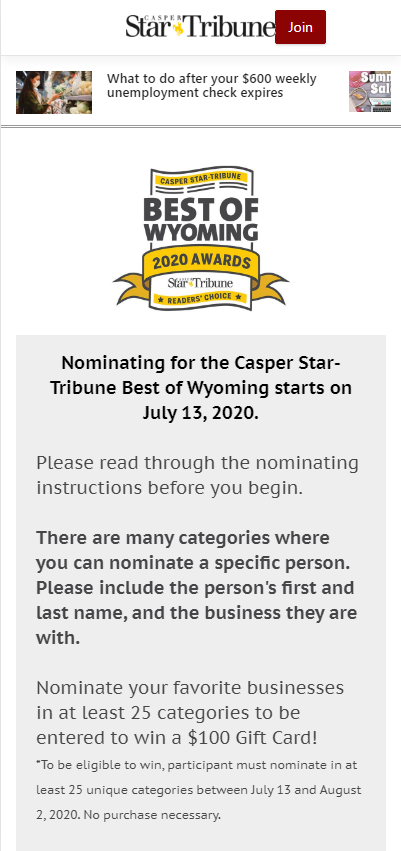 CASPER
Star Tribune
Join
What to do after your $600 weekly
unemployment check expires
Summ
Sal
CASPER STAR-TRIBUNE
BEST OF
WYOMING
2020 AWARDS
CASPER
Star Tribune
READERS' CHOICE
Nominating for the Casper Star-
Tribune Best of Wyoming starts on
July 13, 2020.
Please read through the nominating
instructions before you begin.
There are many categories where
you can nominate a specific person.
Please include the person's first and
last name, and the business they are
with.
Nominate your favorite businesses
in at least 25 categories to be
entered to win a $100 Gift Card!
*To be eligible to win, participant must nominate in at
least 25 unique categories between July 13 and August
2, 2020. No purchase necessary.